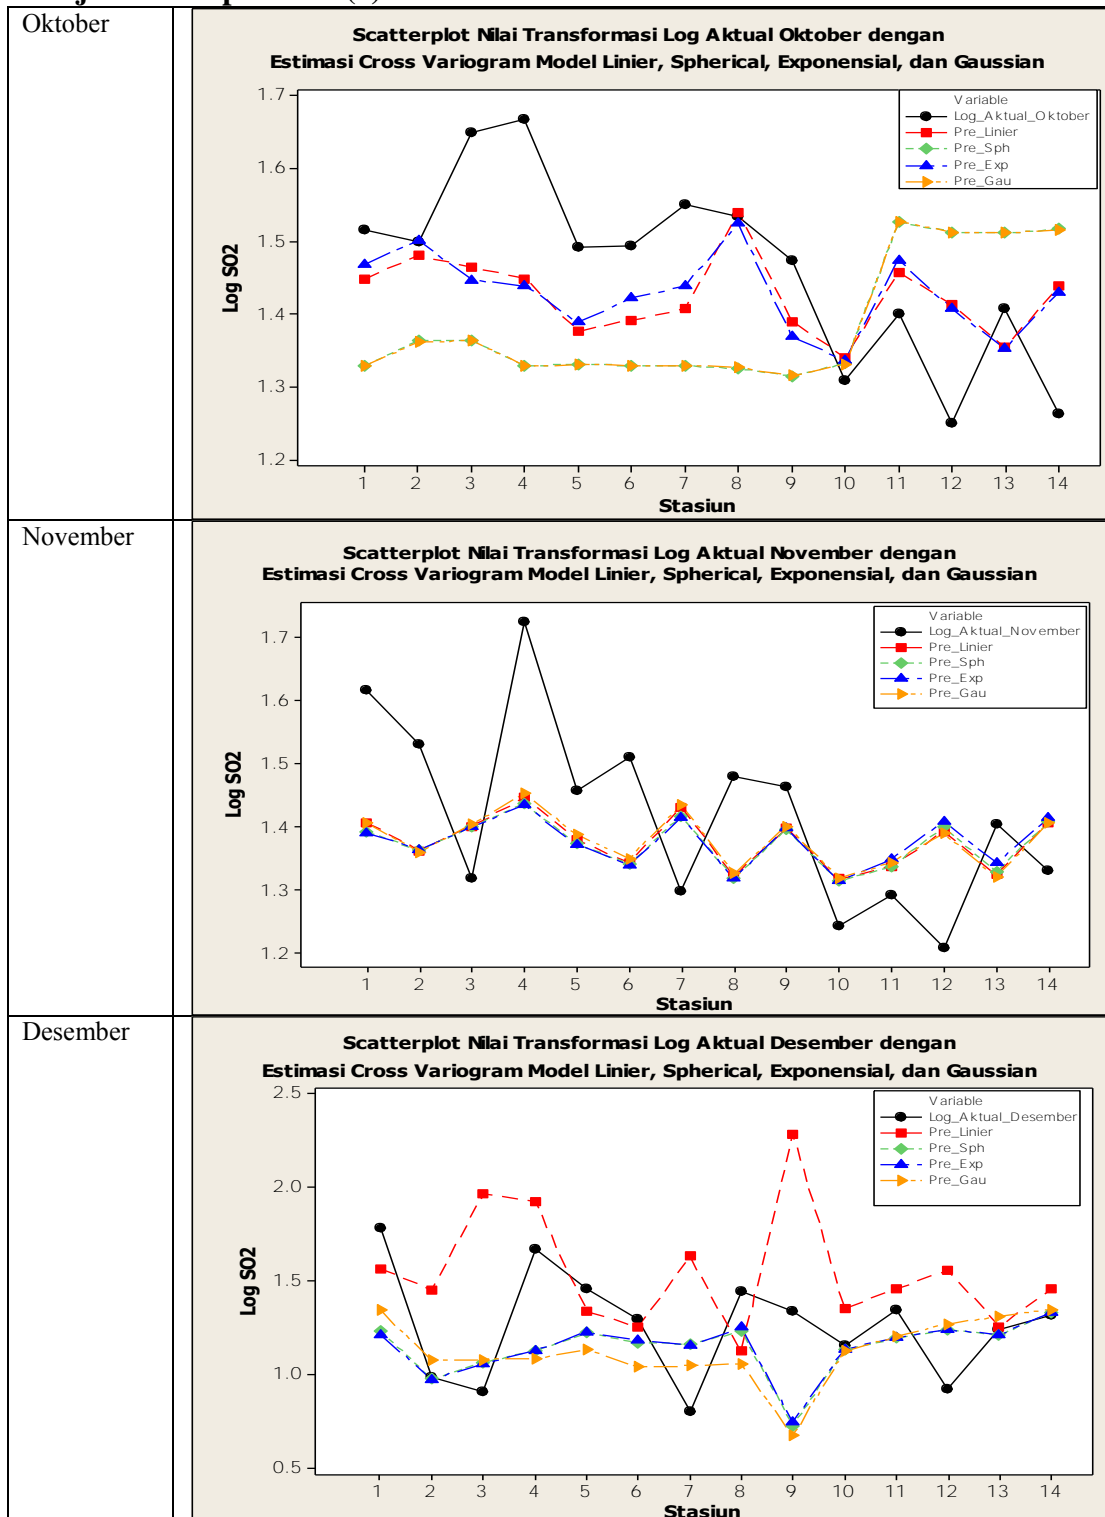 Oktober
Scatterplot Nilai Transformasi Log Aktual Oktober dengan
Estimasi Cross Variogram Model Linier, Spherical, Exponensial, dan Gaussian
1.7
1.6
1.5
1.4
1.3
1.2
Log SO2
Variable
Log_Aktual_Oktober
Pre_Linier
Pre_Sph
Pre_Exp
Pre_Gau
1 2 3 4 5 6 7 8 9 10 11 12 13 14
Stasiun
November
Scatterplot Nilai Transformasi Log Aktual November dengan
Estimasi Cross Variogram Model Linier, Spherical, Exponensial, dan Gaussian
1.7
1.6
1.5
1.4
1.3
1.2
Log SO2
Variable
Log_Aktual_November
Pre_Linier
Pre_Sph
Pre_Exp
Pre_Gau
1 2 3 4 5 6 7 8 9 10 11 12 13 14
Stasiun
Desember
Scatterplot Nilai Transformasi Log Aktual Desember dengan
Estimasi Cross Variogram Model Linier, Spherical, Exponensial, dan Gaussian
2.5
2.0
1.5
1.0
0.5
Log SO2
Variable
Log_Aktual_Desember
Pre_Linier
Pre_Sph
Pre_Exp
Pre_Gau
1 2 3 4 5 6 7 8 9 10 11 12 13 14
Stasiun